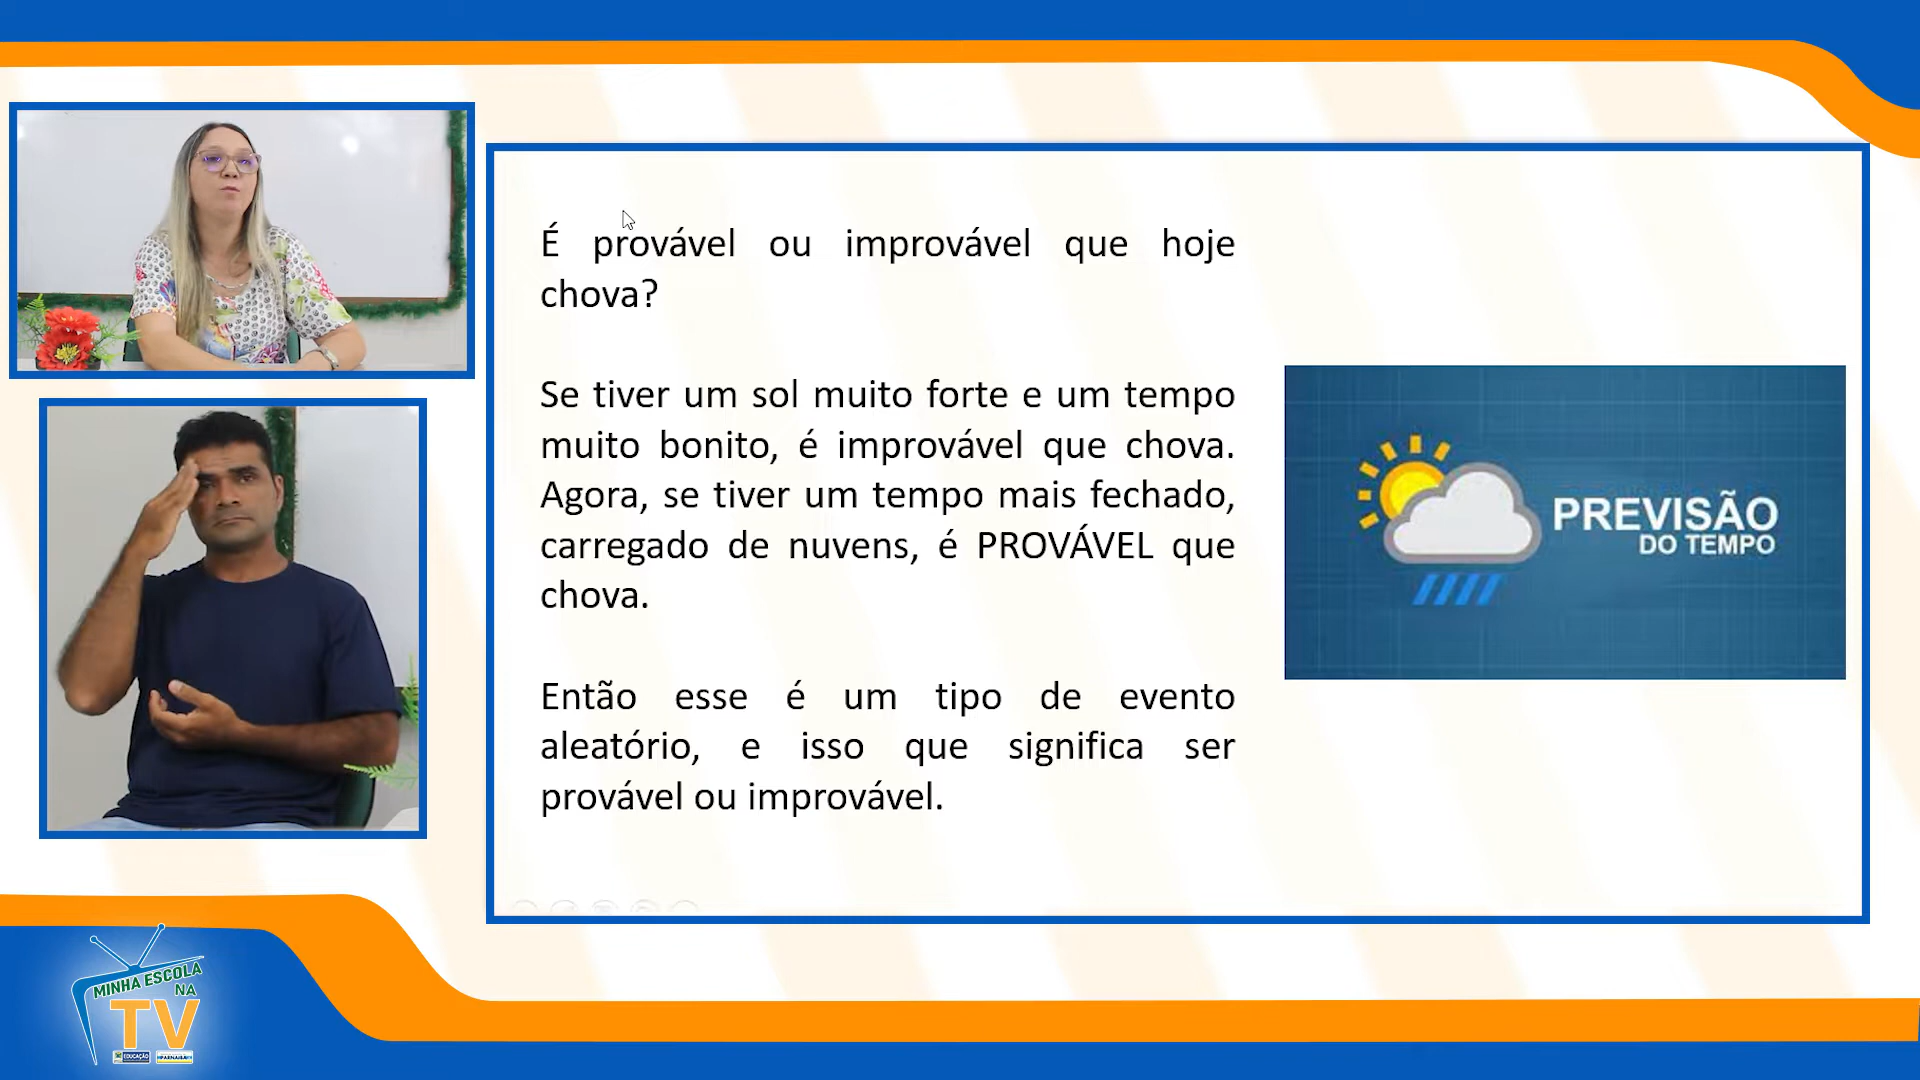 É provável ou improvável que hoje
chova?
Se tiver um sol muito forte e um tempo
muito bonito, é improvável que chova.
Agora, se tiver um tempo mais fechado,
carregado de nuvens, é PROVÁVEL que
chova.
Então esse é um tipo de evento
aleatório, e isso que significa ser
provável ou improvável.
PREVISÃO
DO TEMPO
MINHA ESCOLA
NA
TV
EDUCAÇÃO
PARNAÍBA